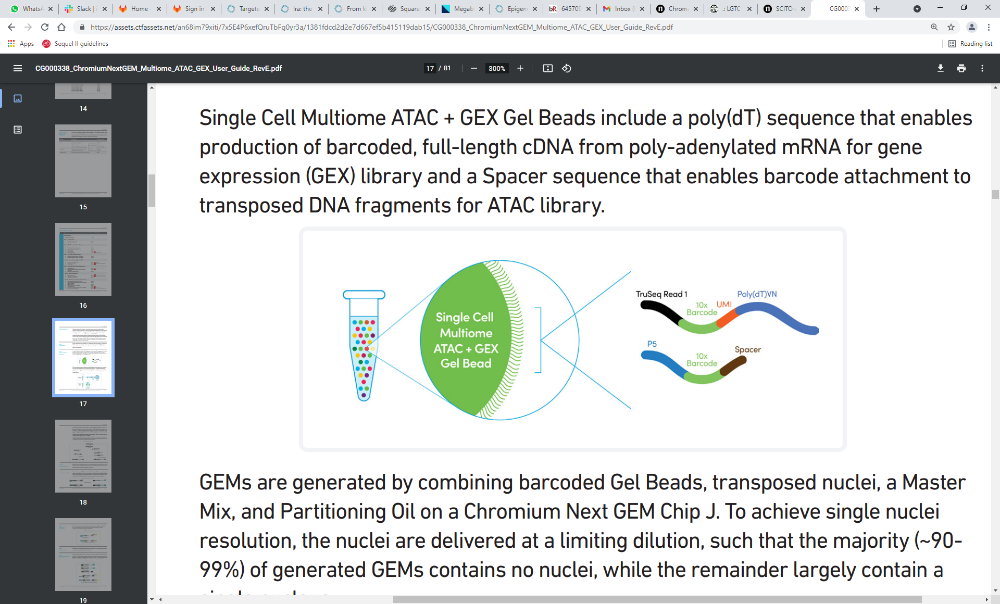 WhatsA
Slack |
Home
Sign in
Targete
Ira: the
From k
Square
Megab
Epigen
bR
645709
Inbox (
Chrom
.: LGTC
SCITO-
CG000
https://assets.ctfassets.net/an68im79xiti/7x5E4P6xefQruTbFg0yr3a/1381fdcd2d2e7d667ef5b415119dab15/CG000338_ChromiumNextGEM_Multiome_ATAC_GEX_User_Guide_RevE.pdf
Apps
Sequel II guidelines
Reading list
CG000338_ChromiumNextGEM_Multiome_ATAC_GEX_User_Guide_RevE.pdf
17 / 81
300%
14
15
16
17
18
19
Single Cell Multiome ATAC + GEX Gel Beads include a poly(dT) sequence that enables
production of barcoded, full-length cDNA from poly-adenylated mRNA for gene
expression (GEX) library and a Spacer sequence that enables barcode attachment to
transposed DNA fragments for ATAC library.
Single Cell
Multiome
ATAC + GEX
Gel Bead
TruSeq Read 1
10x
Barcode
UMI
Poly(dT)VN
P5
10x
Barcode
Spacer
GEMs are generated by combining barcoded Gel Beads, transposed nuclei, a Master
Mix, and Partitioning Oil on a Chromium Next GEM Chip J. To achieve single nuclei
resolution, the nuclei are delivered at a limiting dilution, such that the majority (~90-
99%) of generated GEMs contains no nuclei, while the remainder largely contain a